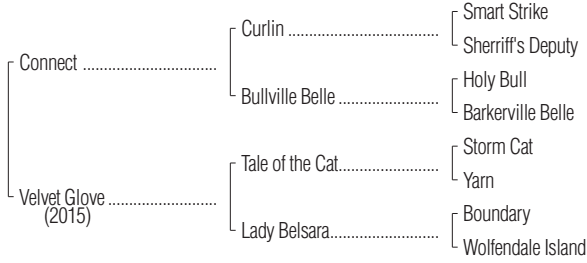 Smart Strike
Curlin ..........................................
Sherriff's Deputy
Connect .....................................
Holy Bull
Bullville Belle ............................
Barkerville Belle
Storm Cat
Tale of the Cat............................
Yarn
Velvet Glove ..............................
(2015)
Boundary
Lady Belsara..............................
Wolfendale Island